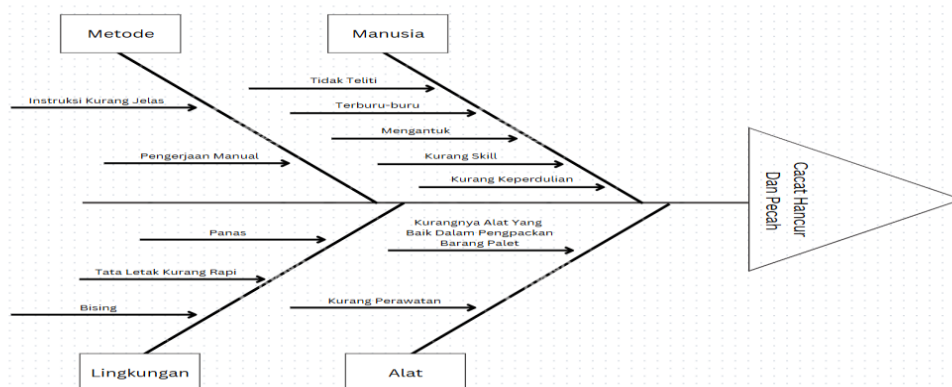 Metode
Manusia
Tidak Teliti
Instruksi Kurang Jelas
Terburu-buru
Mengantuk
Pengerjaan Manual
Kurang Skill
Kurang Keperdulian
Cacat Hancur
Dan Pecah
Kurangnya Alat Yang
Baik Dalam Pengpackan
Barang Palet
Panas
Tata Letak Kurang Rapi
Bising
Kurang Perawatan
Lingkungan
Alat